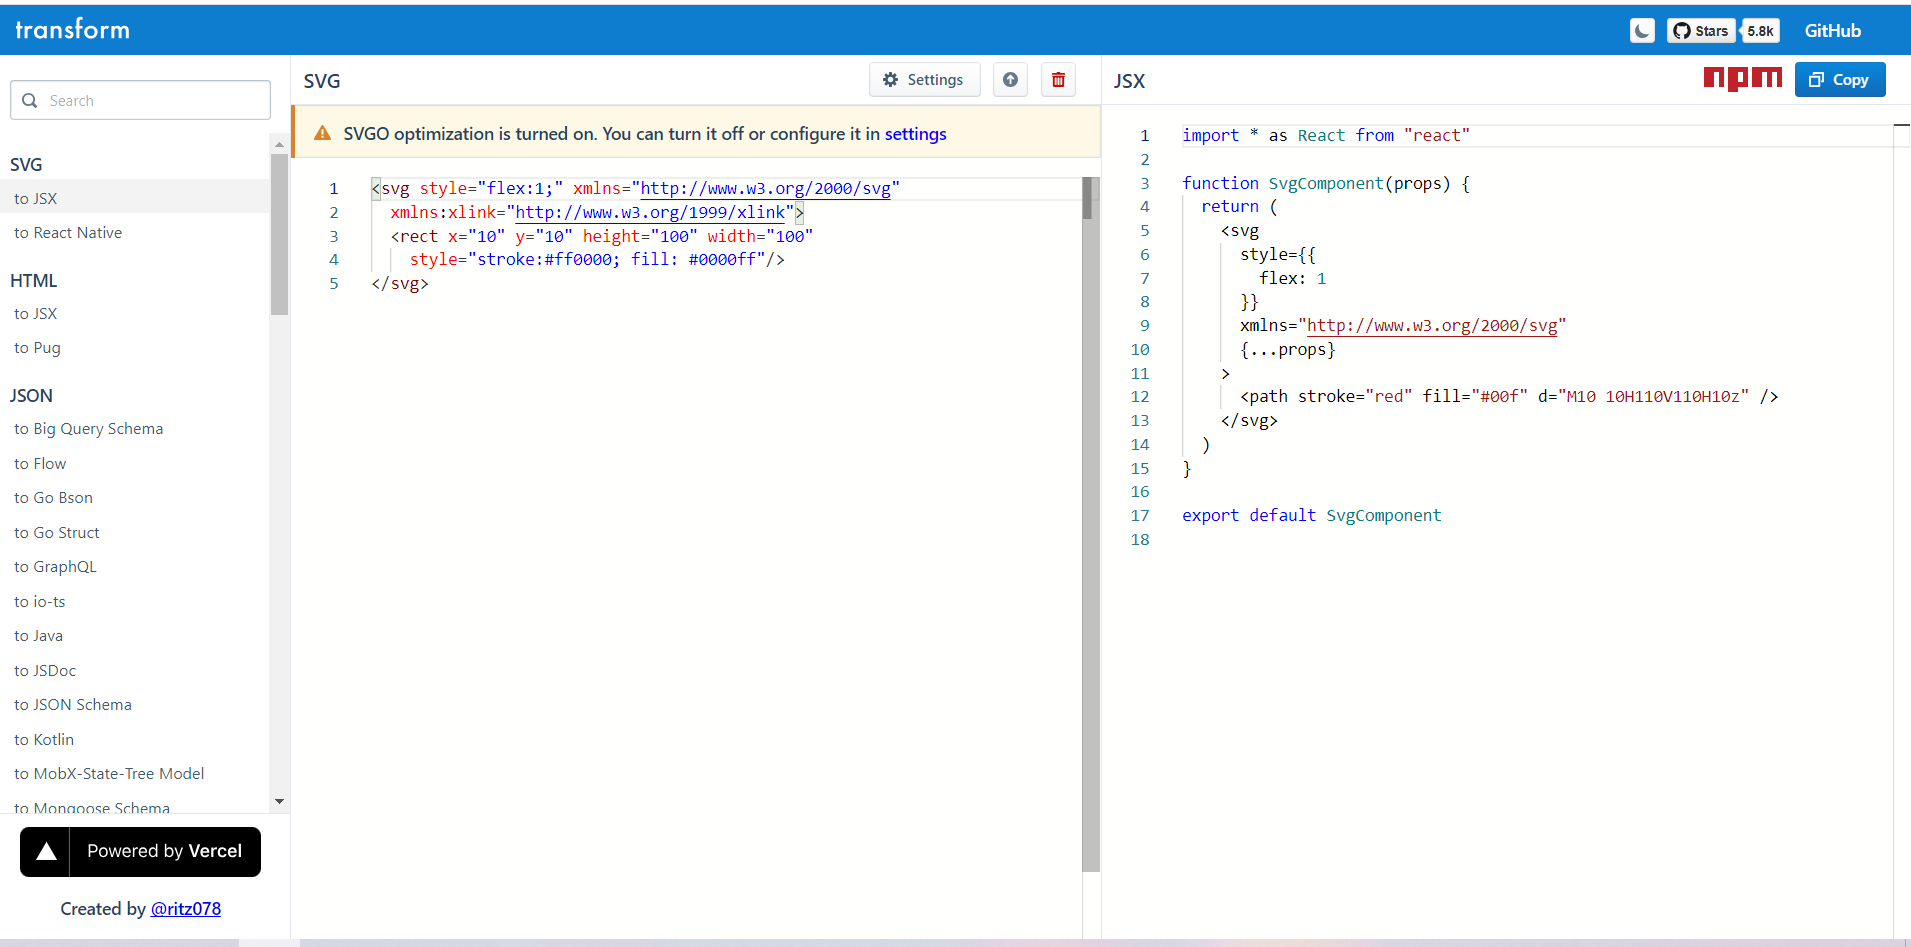 transform
Stars
5.8k
GitHub
Search
SVG
to JSX
to React Native
HTML
to JSX
to Pug
JSON
to Big Query Schema
to Flow
to Go Bson
to Go Struct
to GraphQL
to io-ts
to Java
to JSDoc
to JSON Schema
to Kotlin
to MobX-State-Tree Model
to Mongoose Schema
Powered by Vercel
Created by @ritz078
SVG
Settings
SVGO optimization is turned on. You can turn it off or configure it in settings
1 <svg style="flex:1;" xmlns="http://www.w3.org/2000/svg"
2 xmlns:xlink="http://www.w3.org/1999/xlink">
3 <rect x="10" y="10" height="100" width="100"
4 style="stroke:#ff0000; fill: #0000ff"/>
5 </svg>
JSX
npm
Copy
1 import * as React from "react"
2
3 function SvgComponent(props) {
4 return (
5 <svg
6 style={{
7 flex: 1
8 }}
9 xmlns="http://www.w3.org/2000/svg"
10 {...props}
11 >
12 <path stroke="red" fill="#00f" d="M10 10H110V110H10z" />
13 </svg>
14 )
15 }
16
17 export default SvgComponent
18